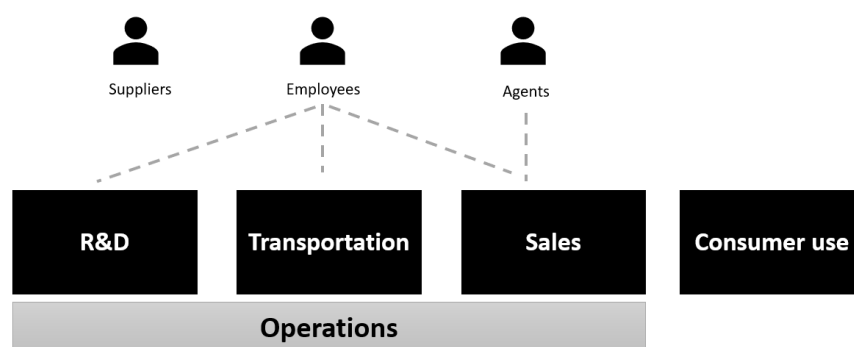 Suppliers
Employees
Agents
R&D
Transportation
Sales
Consumer use
Operations